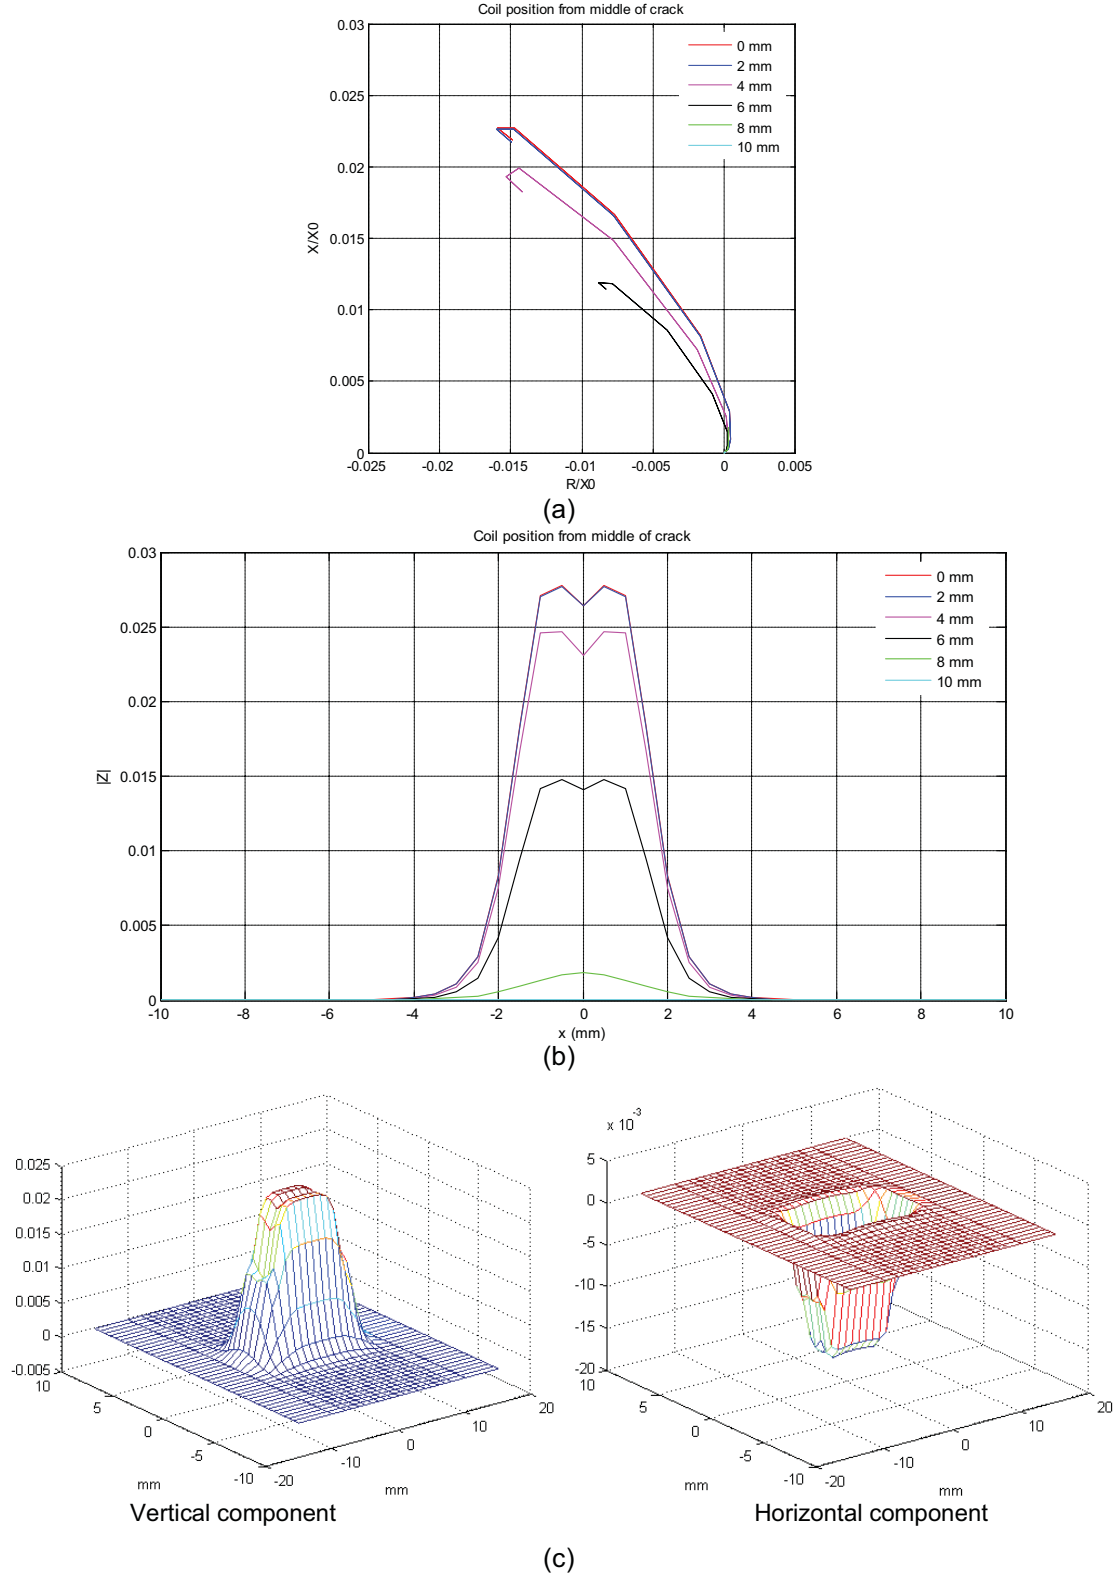 Coil position from middle of crack
0.03
0.025
0.02
0.015
0.01
0.005
0
X/X0
0 mm
2 mm
4 mm
6 mm
8 mm
10 mm
-0.025 -0.02 -0.015 -0.01 -0.005 0 0.005
R/X0
(a)
Coil position from middle of crack
0.03
0.025
0.02
0.015
0.01
0.005
0
|Z|
0 mm
2 mm
4 mm
6 mm
8 mm
10 mm
-10 -8 -6 -4 -2 0 2 4 6 8 10
x (mm)
(b)
0.025
0.02
0.015
0.01
0.005
0
-0.005
10
5
0
-5
-10
mm
-20
-10
0
10
20
mm
Vertical component
x 10-3
5
0
-5
-10
-15
-20
10
5
0
-5
-10
mm
-20
-10
0
10
20
mm
Horizontal component
(c)